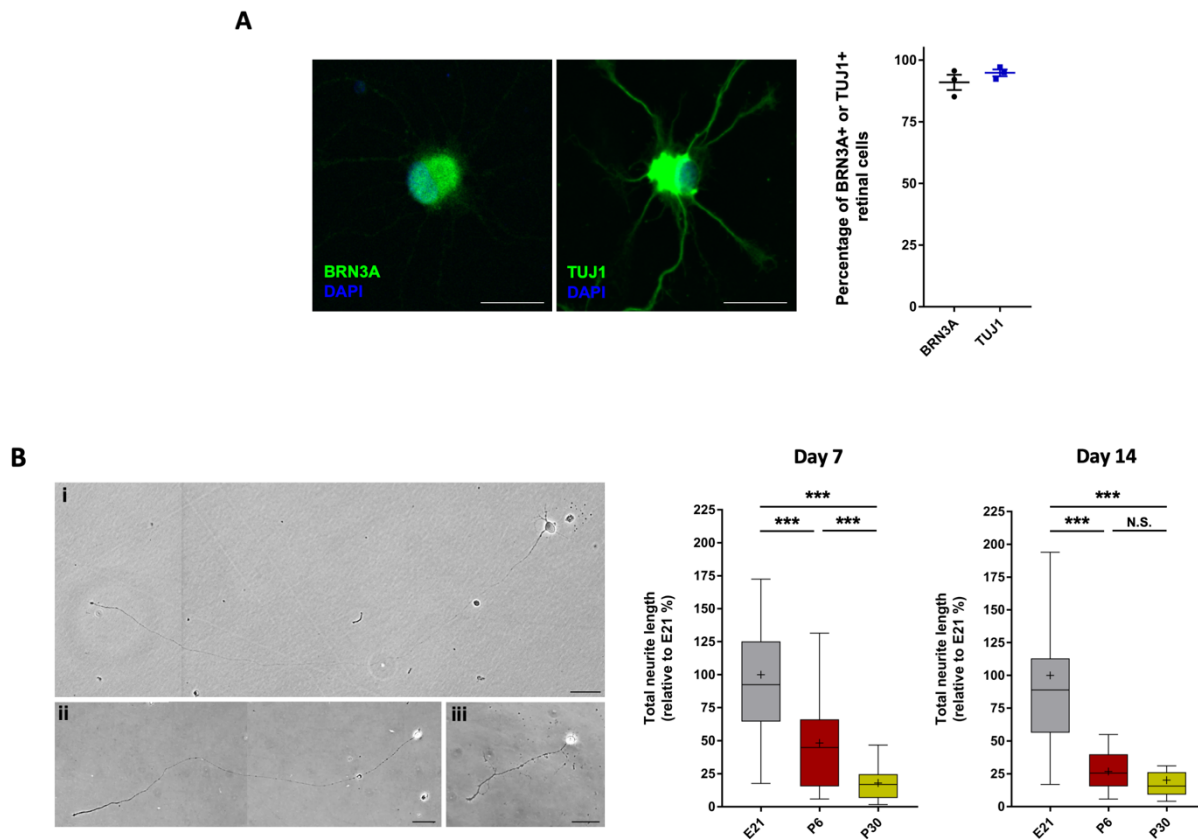 A
BRN3A
DAPI
TUJ1
DAPI
Percentage of BRN3A+ or TUJ1+
retinal cells
100
75
50
25
0
BRN3A
TUJ1
B
i
ii
iii
Day 7
***
***
***
Total neurite length
(relative to E21 %)
225
200
175
150
125
100
75
50
25
0
E21
P6
P30
Day 14
***
***
N.S.
Total neurite length
(relative to E21 %)
225
200
175
150
125
100
75
50
25
0
E21
P6
P30